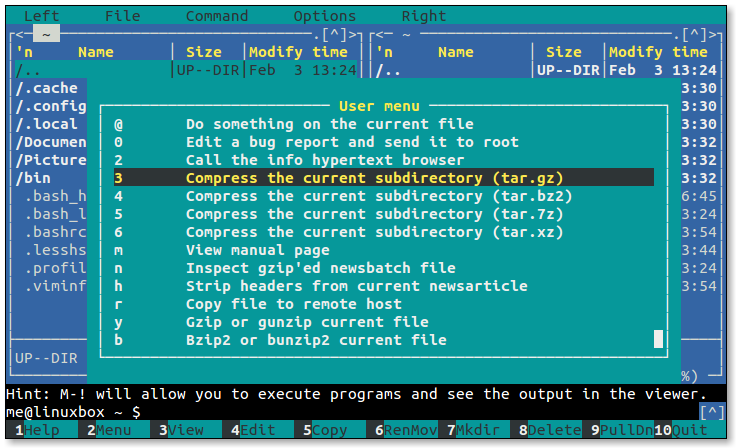 Left File Command Options Right
~ .[^]> ~ .[^]>
'n Name Size Modify time 'n Name Size Modify time
/.. UP--DIR Feb 3 13:24 /.. UP--DIR Feb 3 13:24
/.cache 3:30
/.config User menu 3:30
/.local @ Do something on the current file 3:30
/Documen 0 Edit a bug report and send it to root 3:32
/Picture 2 Call the info hypertext browser 3:32
/bin 3 Compress the current subdirectory (tar.gz) 3:32
.bash_h 4 Compress the current subdirectory (tar.bz2) 6:45
.bash_l 5 Compress the current subdirectory (tar.7z) 3:24
.bashrc 6 Compress the current subdirectory (tar.xz) 3:54
.lesshs m View manual page 3:44
.profil n Inspect gzip'ed newsbatch file 3:24
.viminf h Strip headers from current newsarticle 3:54
r Copy file to remote host
y Gzip or gunzip current file
b Bzip2 or bunzip2 current file
UP--DIR
%)
Hint: M-! will allow you to execute programs and see the output in the viewer.
me@linuxbox ~ $ [^]
1Help 2Menu 3View 4Edit 5Copy 6RenMov 7Mkdir 8Delete 9PullDn 10Quit